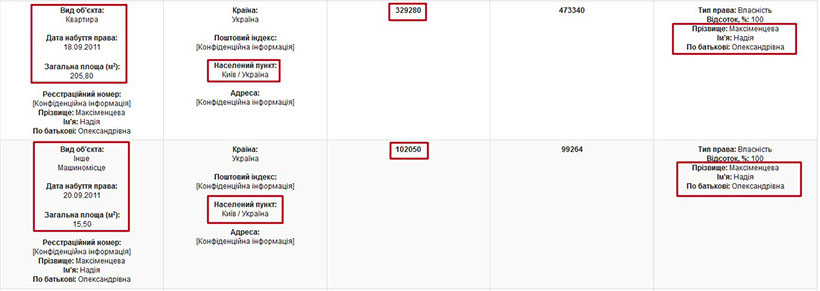 Вид об'єкта:
Квартира
Дата набуття права:
18.09.2011
Загальна площа (м²):
205,80
Реєстраційний номер:
[Конфіденційна інформація]
Прізвище: Максіменцева
Ім'я: Надія
По батькові: Олександрівна
Країна:
Україна
Поштовий індекс:
[Конфіденційна інформація]
Населений пункт:
Київ / Україна
Адреса:
[Конфіденційна інформація]
329280
473340
Тип права: Власність
Відсоток, %: 100
Прізвище: Максіменцева
Ім'я: Надія
По батькові: Олександрівна
Вид об'єкта:
Інше
Машиномісце
Дата набуття права:
20.09.2011
Загальна площа (м²):
15,50
Реєстраційний номер:
[Конфіденційна інформація]
Прізвище: Максіменцева
Ім'я: Надія
По батькові: Олександрівна
Країна:
Україна
Поштовий індекс:
[Конфіденційна інформація]
Населений пункт:
Київ / Україна
Адреса:
[Конфіденційна інформація]
102050
99264
Тип права: Власність
Відсоток, %: 100
Прізвище: Максіменцева
Ім'я: Надія
По батькові: Олександрівна